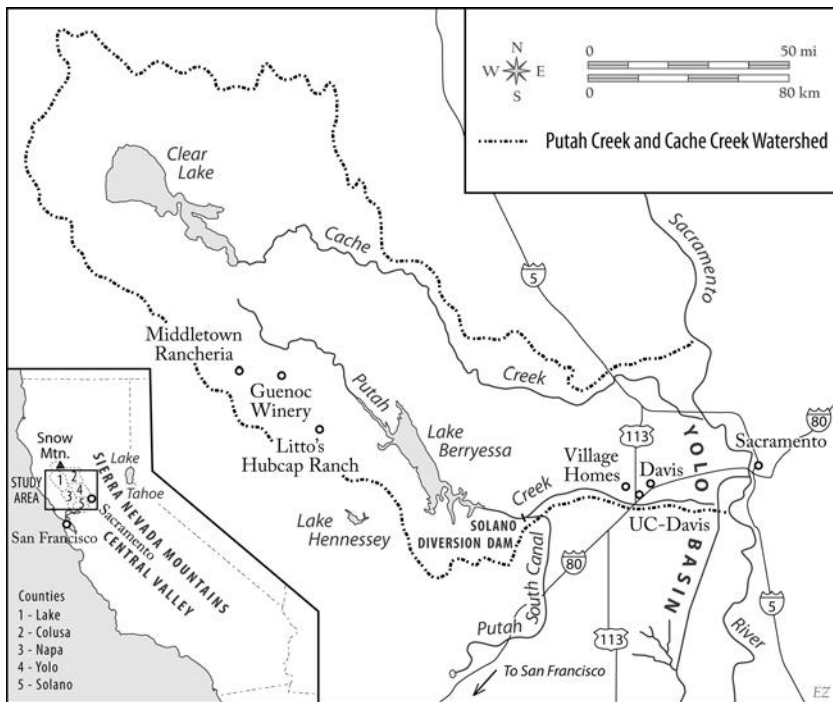 N
W E
S
0 50 mi
0 80 km
Putah Creek and Cache Creek Watershed
Clear
Lake
Cache
Creek
Sacramento
5
Middletown
Rancheria
Guenoc
Winery
Litto's
Hubcap Ranch
Putah
Lake
Berryessa
Creek
SOLANO
DIVERSION DAM
Lake
Hennessey
113
YOLO
BASIN
80
Sacramento
Village
Homes
Davis
UC-Davis
80
South Canal
Putah
113
5
River
To San Francisco
EZ
Snow
Mtn.
Lake
Tahoe
STUDY
AREA
1
2
3
4
5
Sacramento
San Francisco
SIERRA NEVADA MOUNTAINS
CENTRAL VALLEY
Counties
1 - Lake
2 - Colusa
3 - Napa
4 - Yolo
5 - Solano